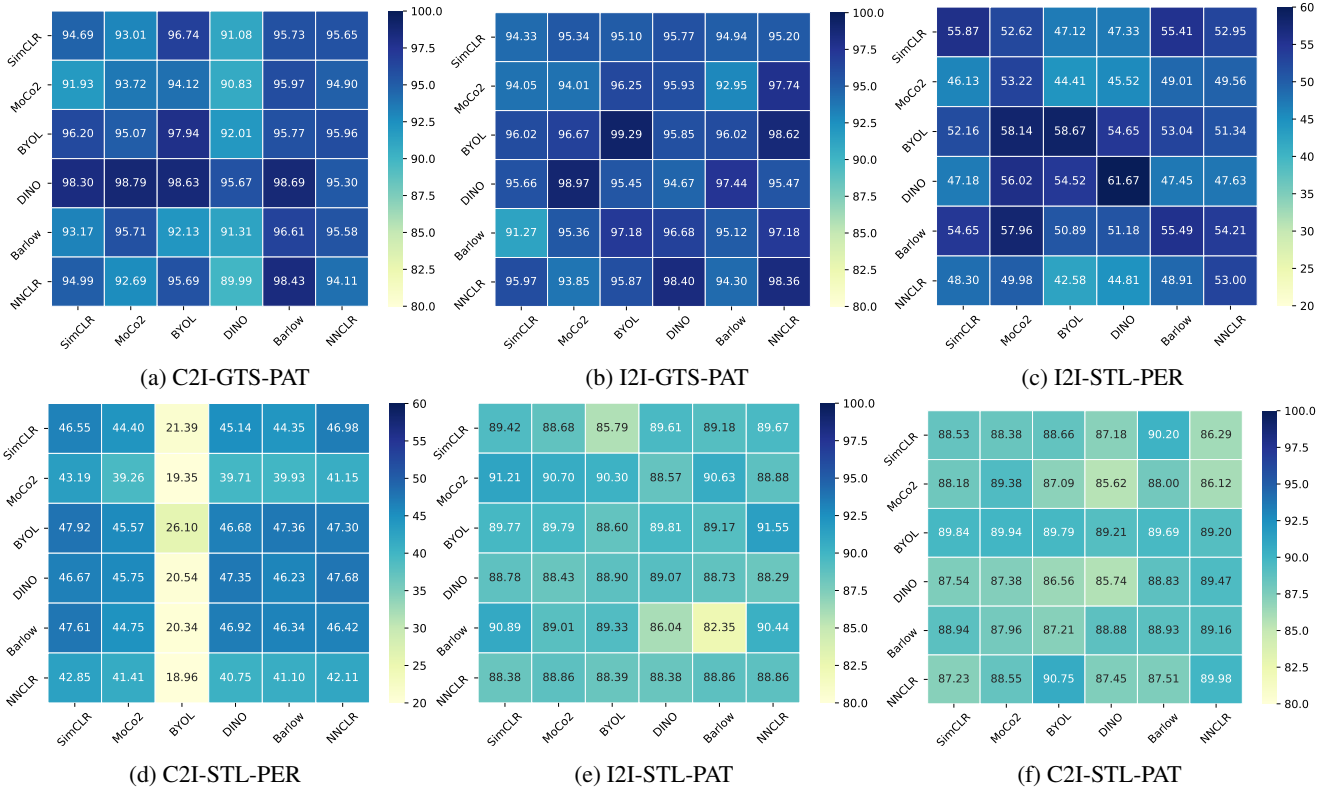 100.0
SimCLR 94.69 93.01 96.74 91.08 95.73 95.65
97.5
MoCo2 91.93 93.72 94.12 90.83 95.97 94.90
95.0
92.5
BYOL 96.20 95.07 97.94 92.01 95.77 95.96
90.0
DINO 98.30 98.79 98.63 95.67 98.69 95.30
87.5
Barlow 93.17 95.71 92.13 91.31 96.61 95.58
85.0
82.5
NNCLR 94.99 92.69 95.69 89.99 98.43 94.11
80.0
SimCLR MoCo2 BYOL DINO Barlow NNCLR
(a) C2I-GTS-PAT
100.0
SimCLR 94.33 95.34 95.10 95.77 94.94 95.20
97.5
MoCo2 94.05 94.01 96.25 95.93 92.95 97.74
95.0
92.5
BYOL 96.02 96.67 99.29 95.85 96.02 98.62
90.0
DINO 95.66 98.97 95.45 94.67 97.44 95.47
87.5
Barlow 91.27 95.36 97.18 96.68 95.12 97.18
85.0
82.5
NNCLR 95.97 93.85 95.87 98.40 94.30 98.36
80.0
SimCLR MoCo2 BYOL DINO Barlow NNCLR
(b) I2I-GTS-PAT
60
SimCLR 55.87 52.62 47.12 47.33 55.41 52.95
55
MoCo2 46.13 53.22 44.41 45.52 49.01 49.56
50
45
BYOL 52.16 58.14 58.67 54.65 53.04 51.34
40
DINO 47.18 56.02 54.52 61.67 47.45 47.63
35
Barlow 54.65 57.96 50.89 51.18 55.49 54.21
30
25
NNCLR 48.30 49.98 42.58 44.81 48.91 53.00
20
SimCLR MoCo2 BYOL DINO Barlow NNCLR
(c) I2I-STL-PER
60
SimCLR 46.55 44.40 21.39 45.14 44.35 46.98
55
MoCo2 43.19 39.26 19.35 39.71 39.93 41.15
50
45
BYOL 47.92 45.57 26.10 46.68 47.36 47.30
40
DINO 46.67 45.75 20.54 47.35 46.23 47.68
35
Barlow 47.61 44.75 20.34 46.92 46.34 46.42
30
25
NNCLR 42.85 41.41 18.96 40.75 41.10 42.11
20
SimCLR MoCo2 BYOL DINO Barlow NNCLR
(d) C2I-STL-PER
100.0
SimCLR 89.42 88.68 85.79 89.61 89.18 89.67
97.5
MoCo2 91.21 90.70 90.30 88.57 90.63 88.88
95.0
92.5
BYOL 89.77 89.79 88.60 89.81 89.17 91.55
90.0
DINO 88.78 88.43 88.90 89.07 88.73 88.29
87.5
Barlow 90.89 89.01 89.33 86.04 82.35 90.44
85.0
82.5
NNCLR 88.38 88.86 88.39 88.38 88.86 88.86
80.0
SimCLR MoCo2 BYOL DINO Barlow NNCLR
(e) I2I-STL-PAT
100.0
SimCLR 88.53 88.38 88.66 87.18 90.20 86.29
97.5
MoCo2 88.18 89.38 87.09 85.62 88.00 86.12
95.0
92.5
BYOL 89.84 89.94 89.79 89.21 89.69 89.20
90.0
DINO 87.54 87.38 86.56 85.74 88.83 89.47
87.5
Barlow 88.94 87.96 87.21 88.88 88.93 89.16
85.0
82.5
NNCLR 87.23 88.55 90.75 87.45 87.51 89.98
80.0
SimCLR MoCo2 BYOL DINO Barlow NNCLR
(f) C2I-STL-PAT